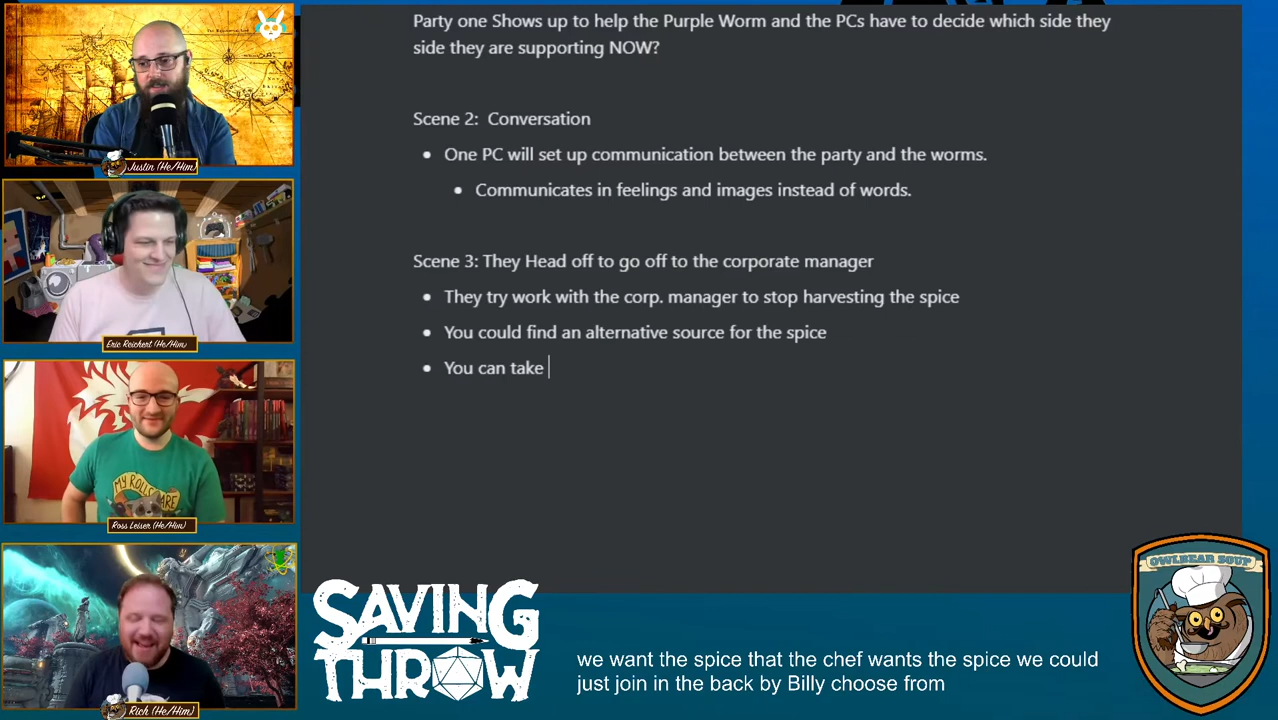 Party one Shows up to help the Purple Worm and the PCs have to decide which side they
side they are supporting NOW?
Scene 2:  Conversation
One PC will set up communication between the party and the worms.
Communicates in feelings and images instead of words.
Scene 3: They Head off to go off to the corporate manager
They try work with the corp. manager to stop harvesting the spice
You could find an alternative source for the spice
You can take
Justin (He/Him)
Eric Reichert (He/Him)
MY ROLLS ARE
Ross Leiser (He/Him)
Rich (He/Him)
SAVING
THROW
we want the spice that the chef wants the spice we could
just join in the back by Billy choose from
OWLBEAR SOUP